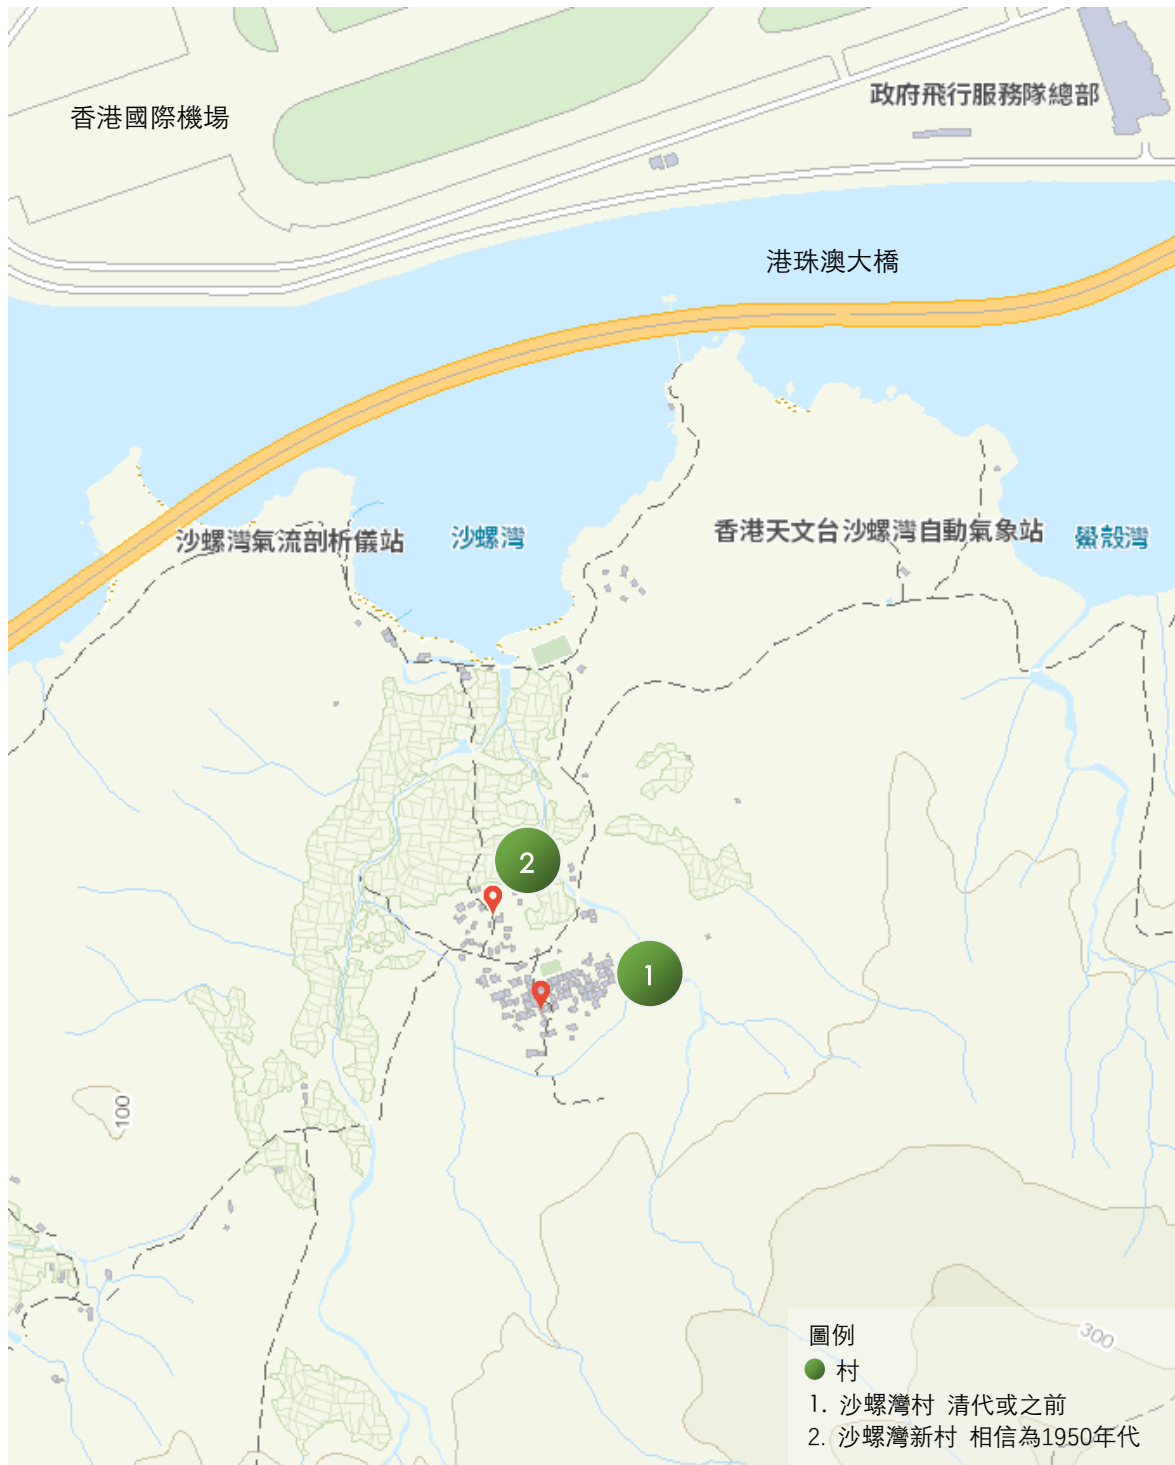 政府飛行服務隊總部
香港國際機場
港珠澳大橋
沙螺灣氣流剖析儀站
沙螺灣
香港天文台沙螺灣自動氣象站
鱟殼灣
2
1
100
300
圖例
村
1. 沙螺灣村 清代或之前
2. 沙螺灣新村 相信為1950年代